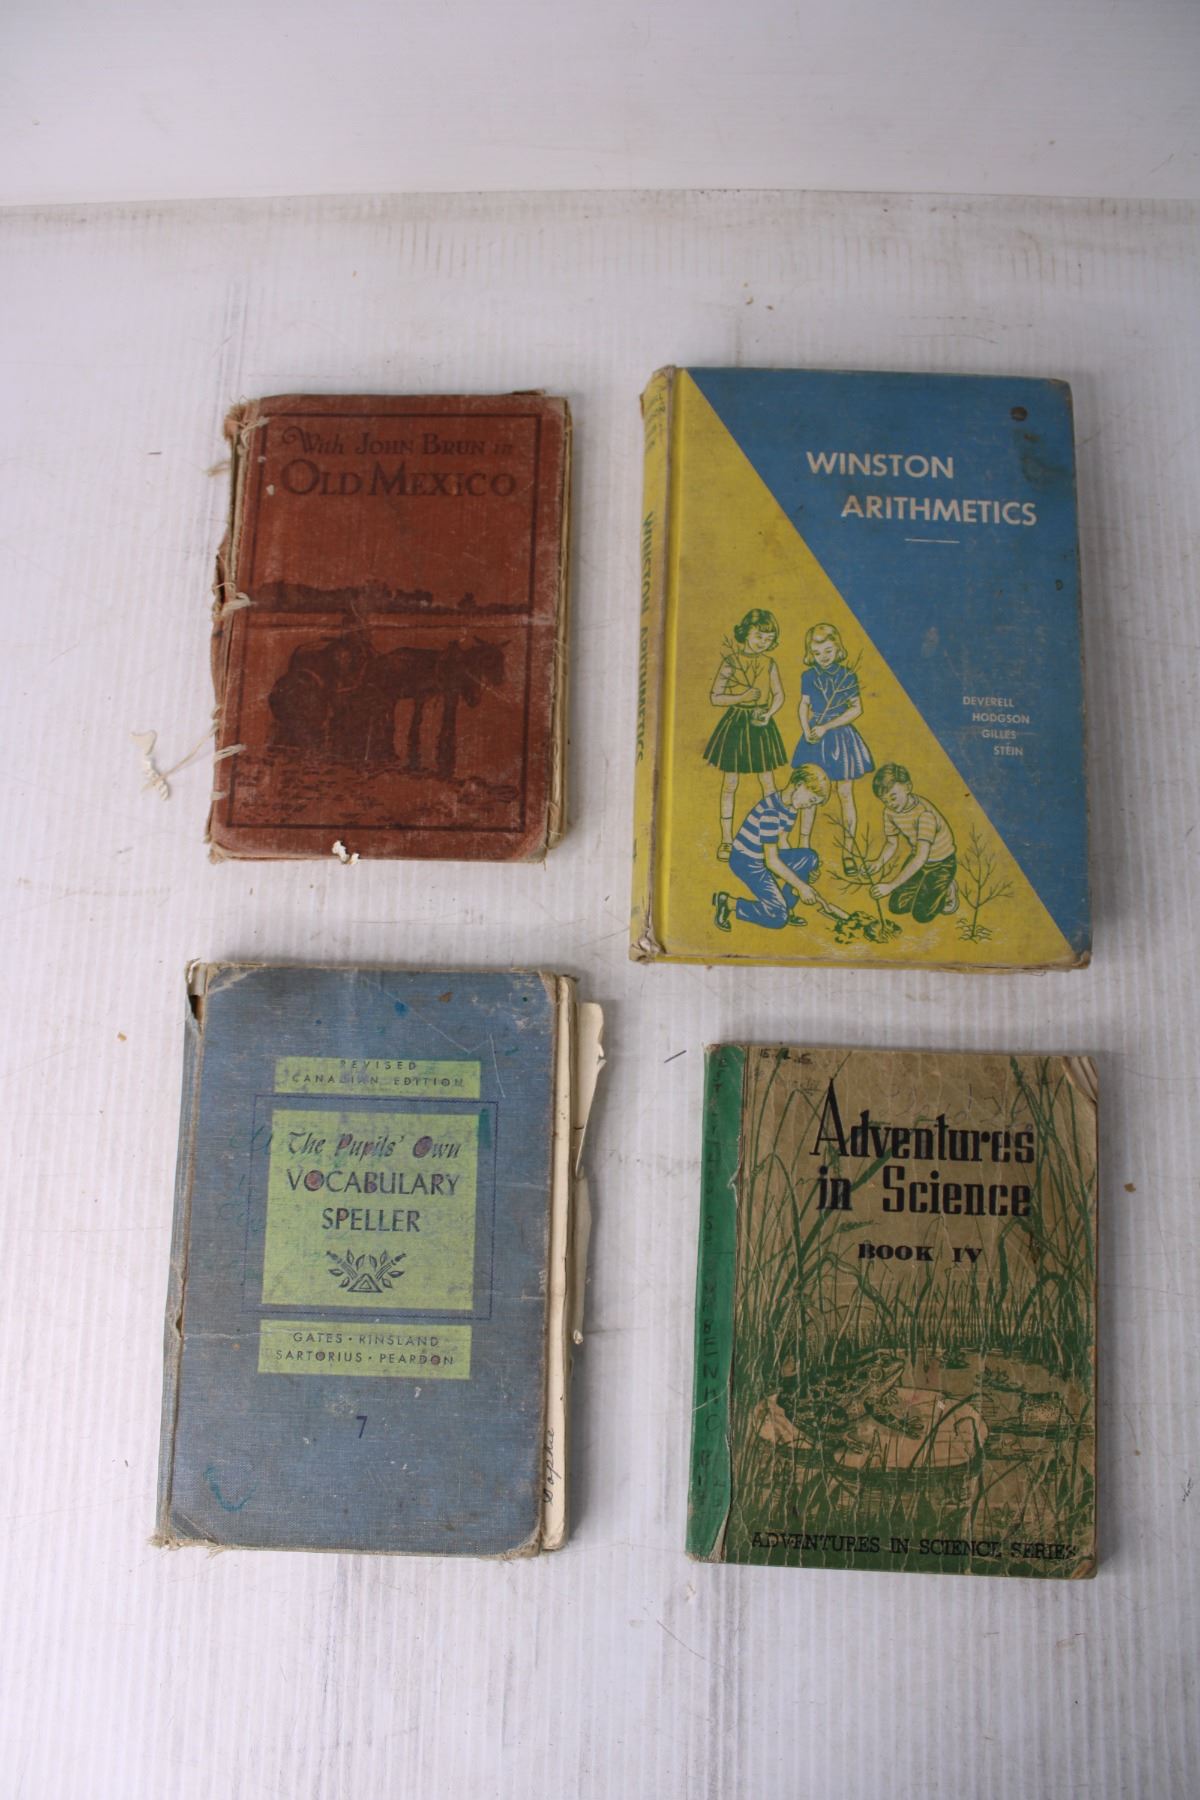 With JOHN BRUN in
OLD MEXICO
WINSTON
ARITHMETICS
DEVERELL
HODGSON
GILLES
STEIN
WINSTON ARITHMETICS
REVISED
CANADIAN EDITION
The Pupils' Own
VOCABULARY
SPELLER
GATES • RINSLAND
SARTORIUS • PEARDON
7
Sophie
Adventures
in Science
BOOK IV
ADVENTURES IN SCIENCE SERIES